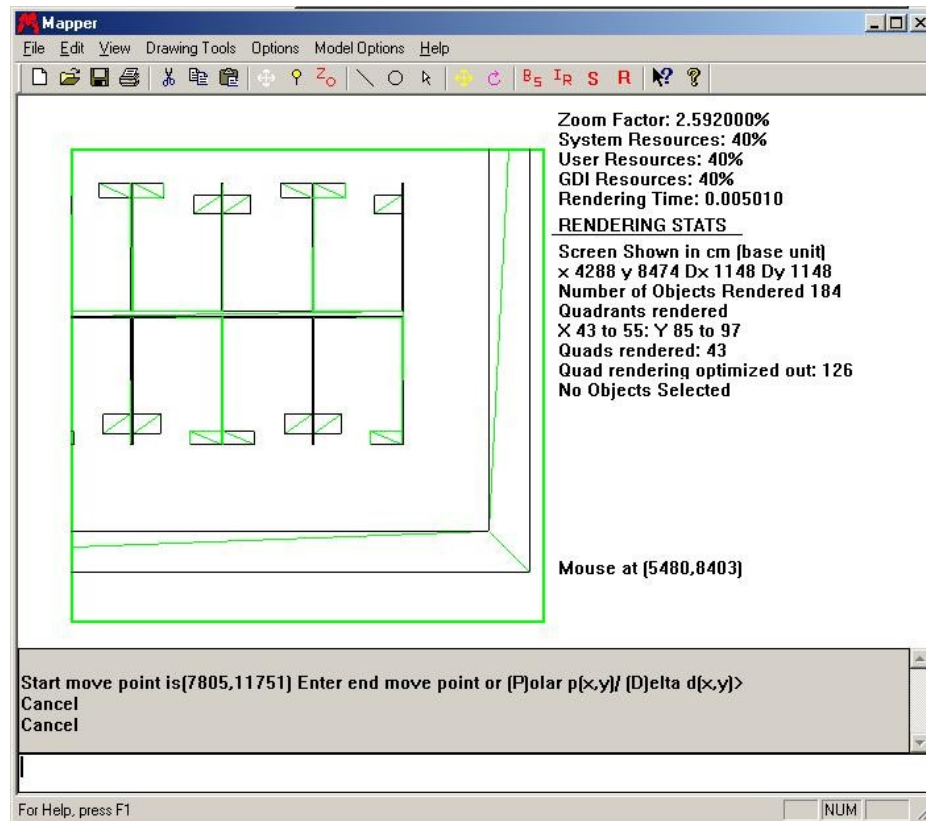 Mapper
File Edit View Drawing Tools Options Model Options Help
Z O B S I R S R ? ?
Zoom Factor: 2.592000%
System Resources: 40%
User Resources: 40%
GDI Resources: 40%
Rendering Time: 0.005010
RENDERING STATS
Screen Shown in cm (base unit)
x 4288 y 8474 Dx 1148 Dy 1148
Number of Objects Rendered 184
Quadrants rendered
X 43 to 55: Y 85 to 97
Quads rendered: 43
Quad rendering optimized out: 126
No Objects Selected
Mouse at (5480,8403)
Start move point is(7805,11751) Enter end move point or (P)olar p(x,y)/ (D)elta d(x,y)>
Cancel
Cancel
For Help, press F1
NUM